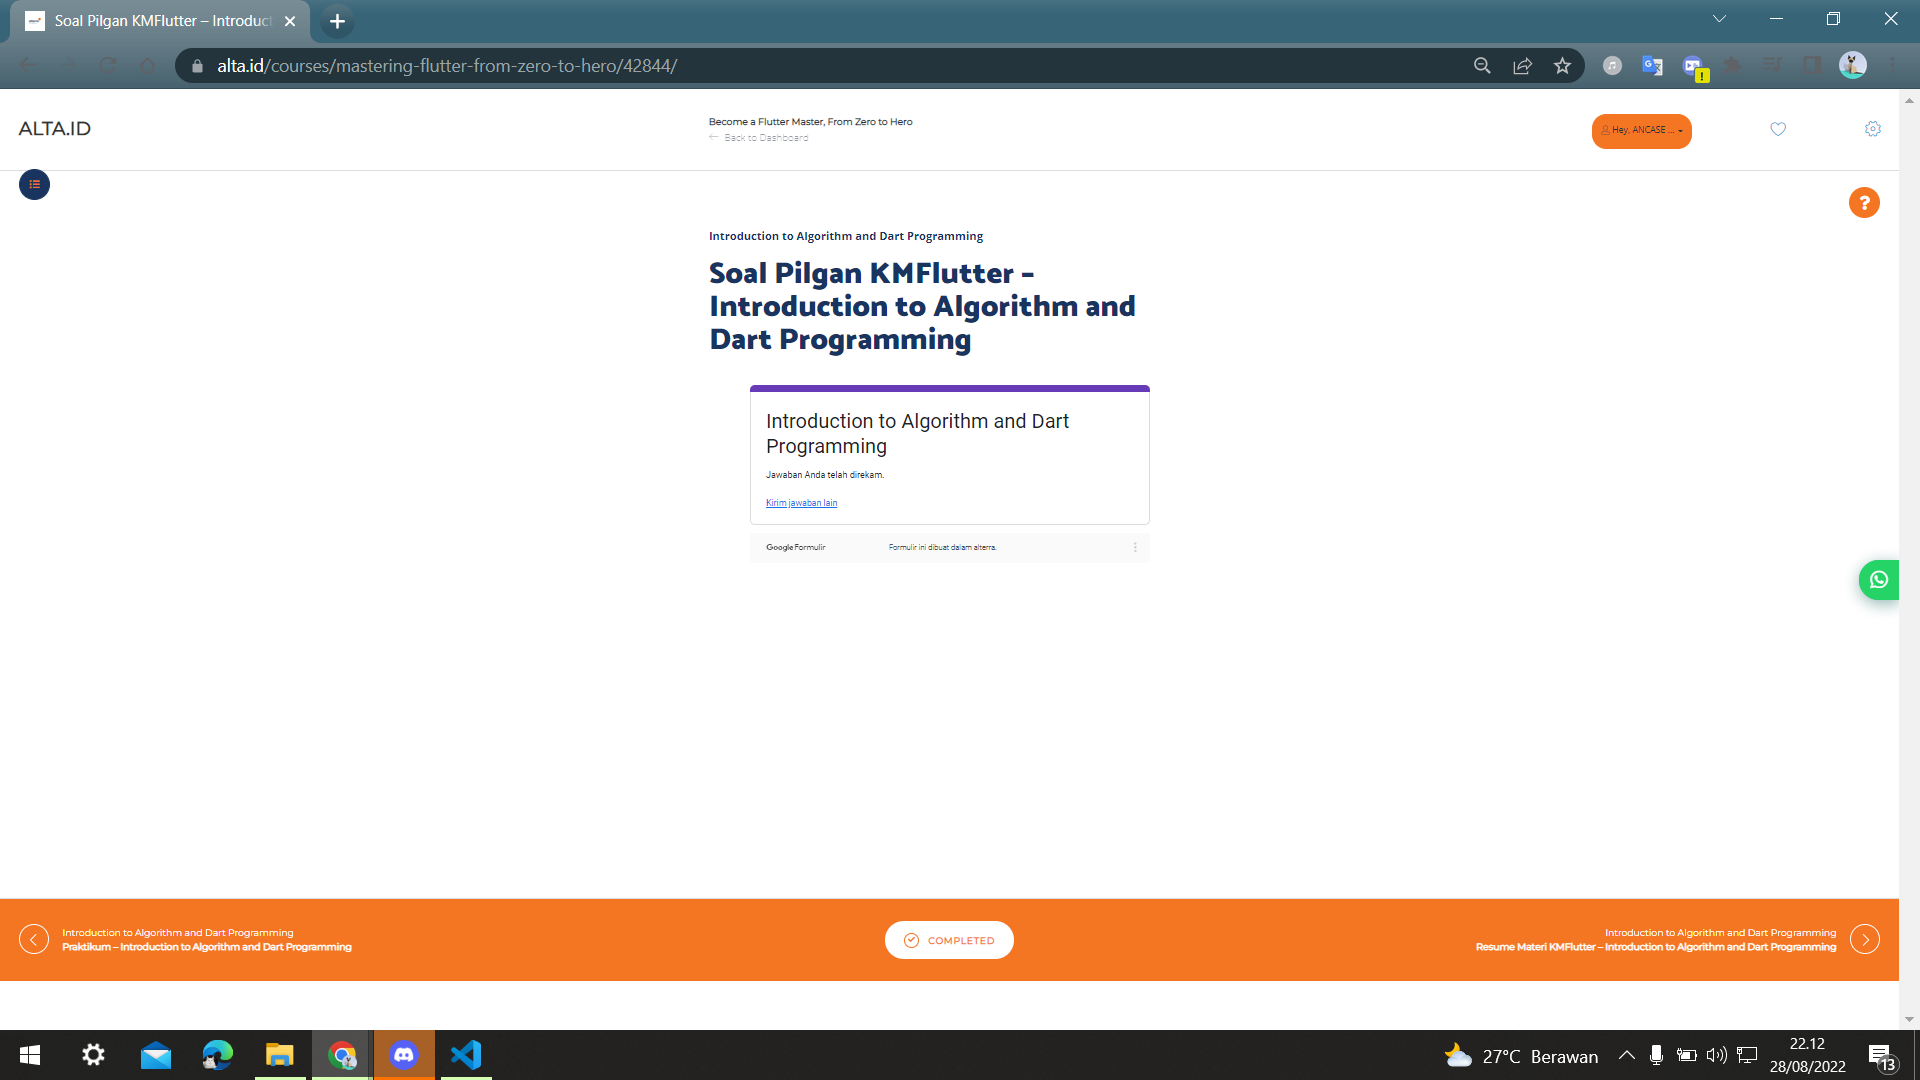 Soal Pilgan KMFlutter – Introduct
alta.id/courses/mastering-flutter-from-zero-to-hero/42844/
ALTA.ID
Become a Flutter Master, From Zero to Hero
Back to Dashboard
Hey, ANCASE ...
?
Introduction to Algorithm and Dart Programming
Soal Pilgan KMFlutter –
Introduction to Algorithm and
Dart Programming
Introduction to Algorithm and Dart
Programming
Jawaban Anda telah direkam.
Kirim jawaban lain
Google Formulir
Formulir ini dibuat dalam alterra.
Introduction to Algorithm and Dart Programming
Praktikum – Introduction to Algorithm and Dart Programming
COMPLETED
Introduction to Algorithm and Dart Programming
Resume Materi KMFlutter – Introduction to Algorithm and Dart Programming
27°C Berawan
22.12
28/08/2022
13